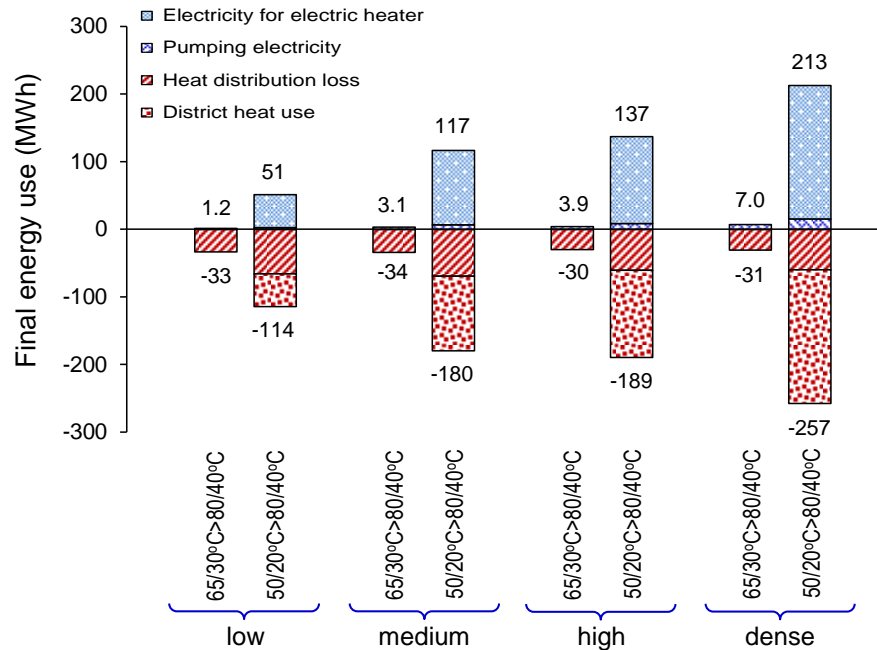 Final energy use (MWh)
300
200
100
0
-100
-200
-300
Electricity for electric heater
Pumping electricity
Heat distribution loss
District heat use
1.2
51
3.1
117
3.9
137
7.0
213
-33
-114
-34
-180
-30
-189
-31
-257
65/30ºC>80/40ºC
50/20ºC>80/40ºC
65/30ºC>80/40ºC
50/20ºC>80/40ºC
65/30ºC>80/40ºC
50/20ºC>80/40ºC
65/30ºC>80/40ºC
50/20ºC>80/40ºC
low
medium
high
dense